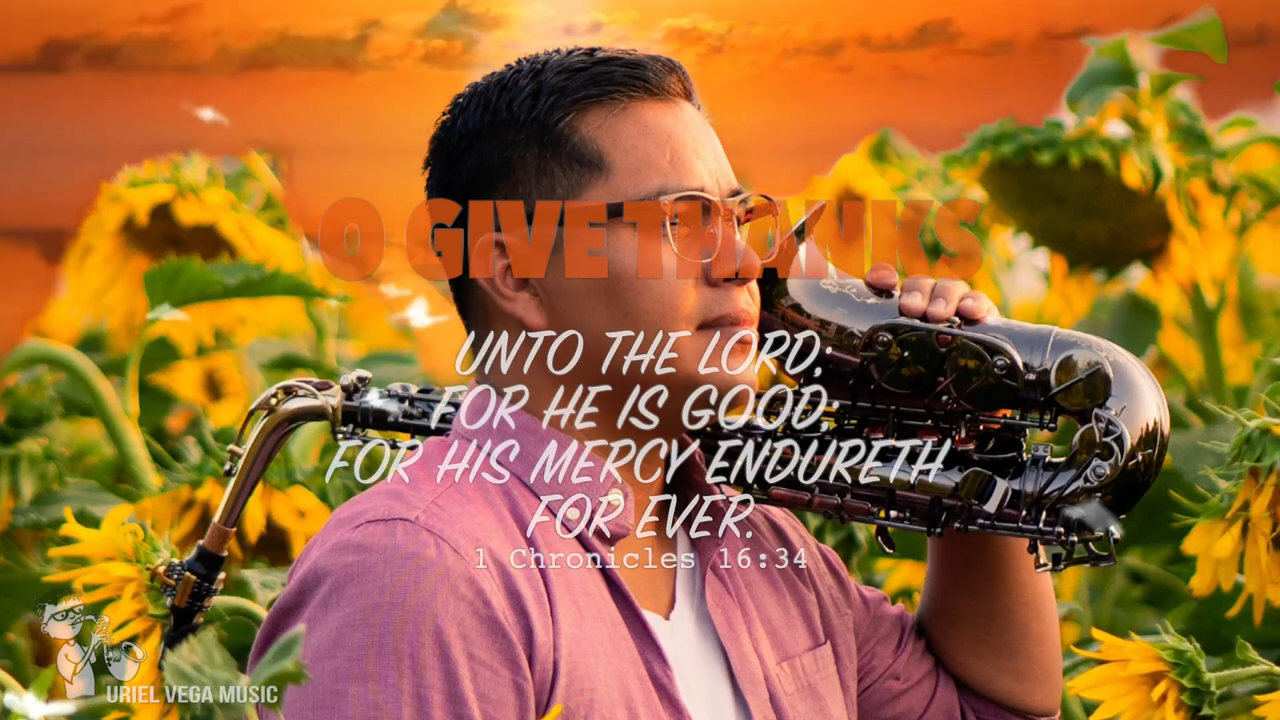 O GIVE THANKS
UNTO THE LORD;
FOR HE IS GOOD;
FOR HIS MERCY ENDURETH
FOR EVER.
1 Chronicles 16:34
URIEL VEGA MUSIC